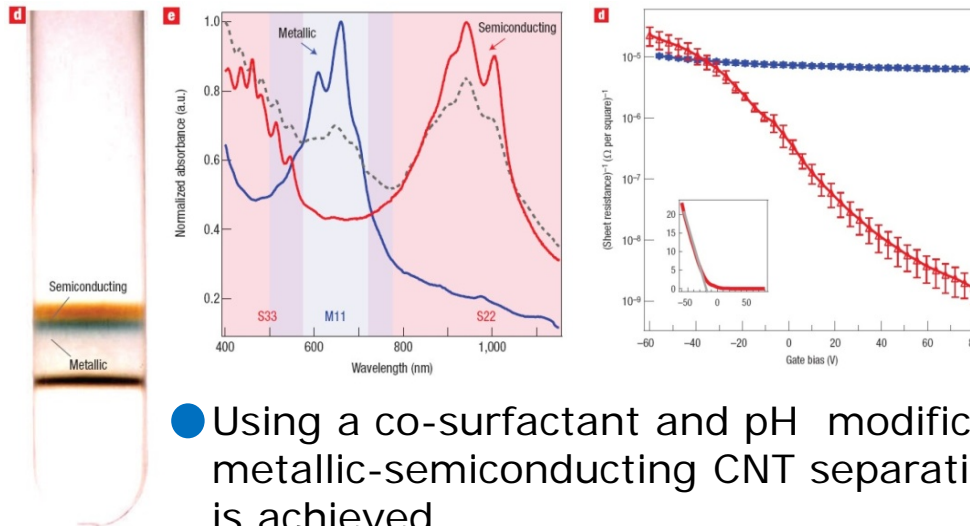 d
Semiconducting
Metallic
e
Normalized absorbance (a.u.)
1.0
0.8
0.6
0.4
0.2
Metallic
Semiconducting
S33
M11
S22
400
600
800
1,000
Wavelength (nm)
d
(Sheet resistance)⁻¹ (Ω per square)⁻¹
10⁻⁵
10⁻⁶
10⁻⁷
10⁻⁸
10⁻⁹
20
15
10
5
0
−50
0
50
−60
−40
−20
0
20
40
60
Gate bias (V)
Using a co-surfactant and pH modific
metallic-semiconducting CNT separati
is achieved